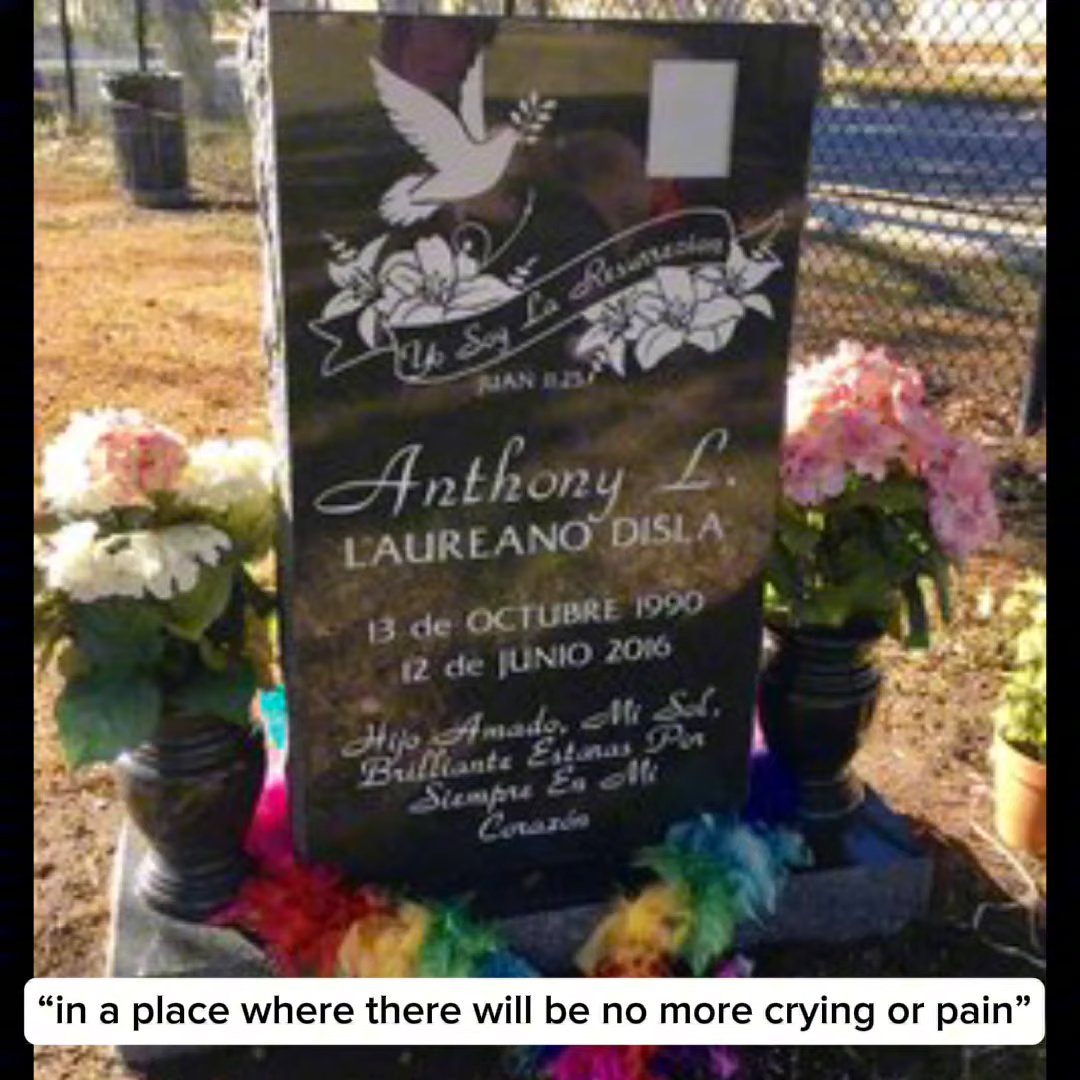 Yo Soy La Resurrección
JUAN 11:25
Anthony L.
LAUREANO DISLA
13 de OCTUBRE 1990
12 de JUNIO 2016
Hijo Amado, Mi Sol,
Brilliante Estaras Por
Siempre En Mi
Corazón
“in a place where there will be no more crying or pain”